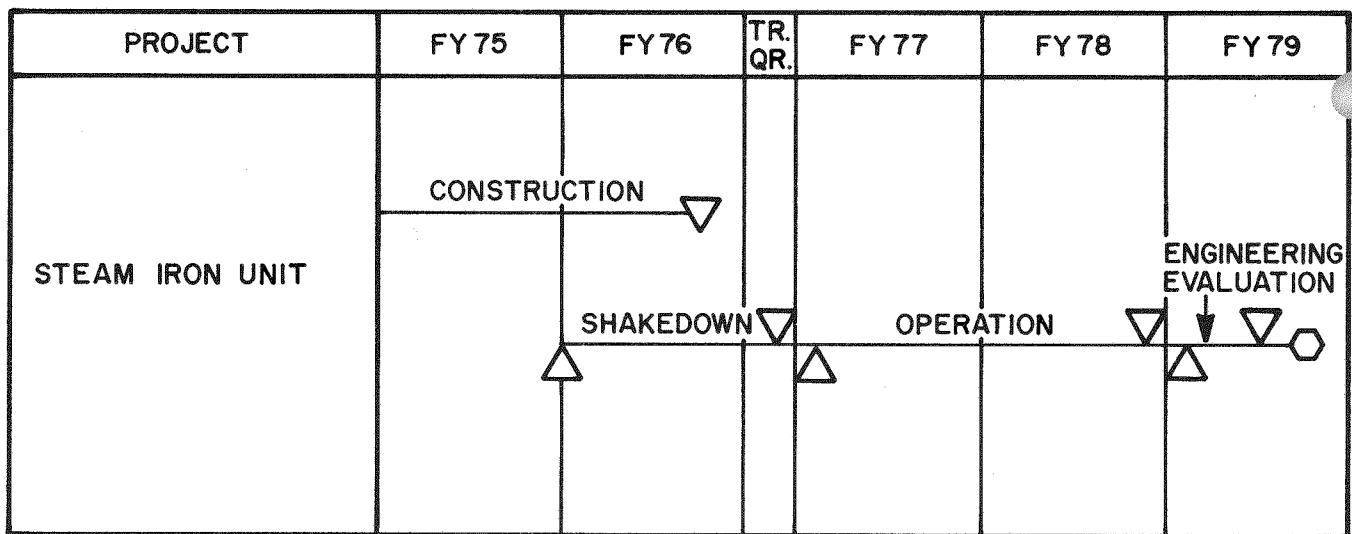 PROJECT
FY 75
FY 76
TR.
QR.
FY 77
FY 78
FY 79
STEAM IRON UNIT
CONSTRUCTION
SHAKEDOWN
OPERATION
ENGINEERING
EVALUATION